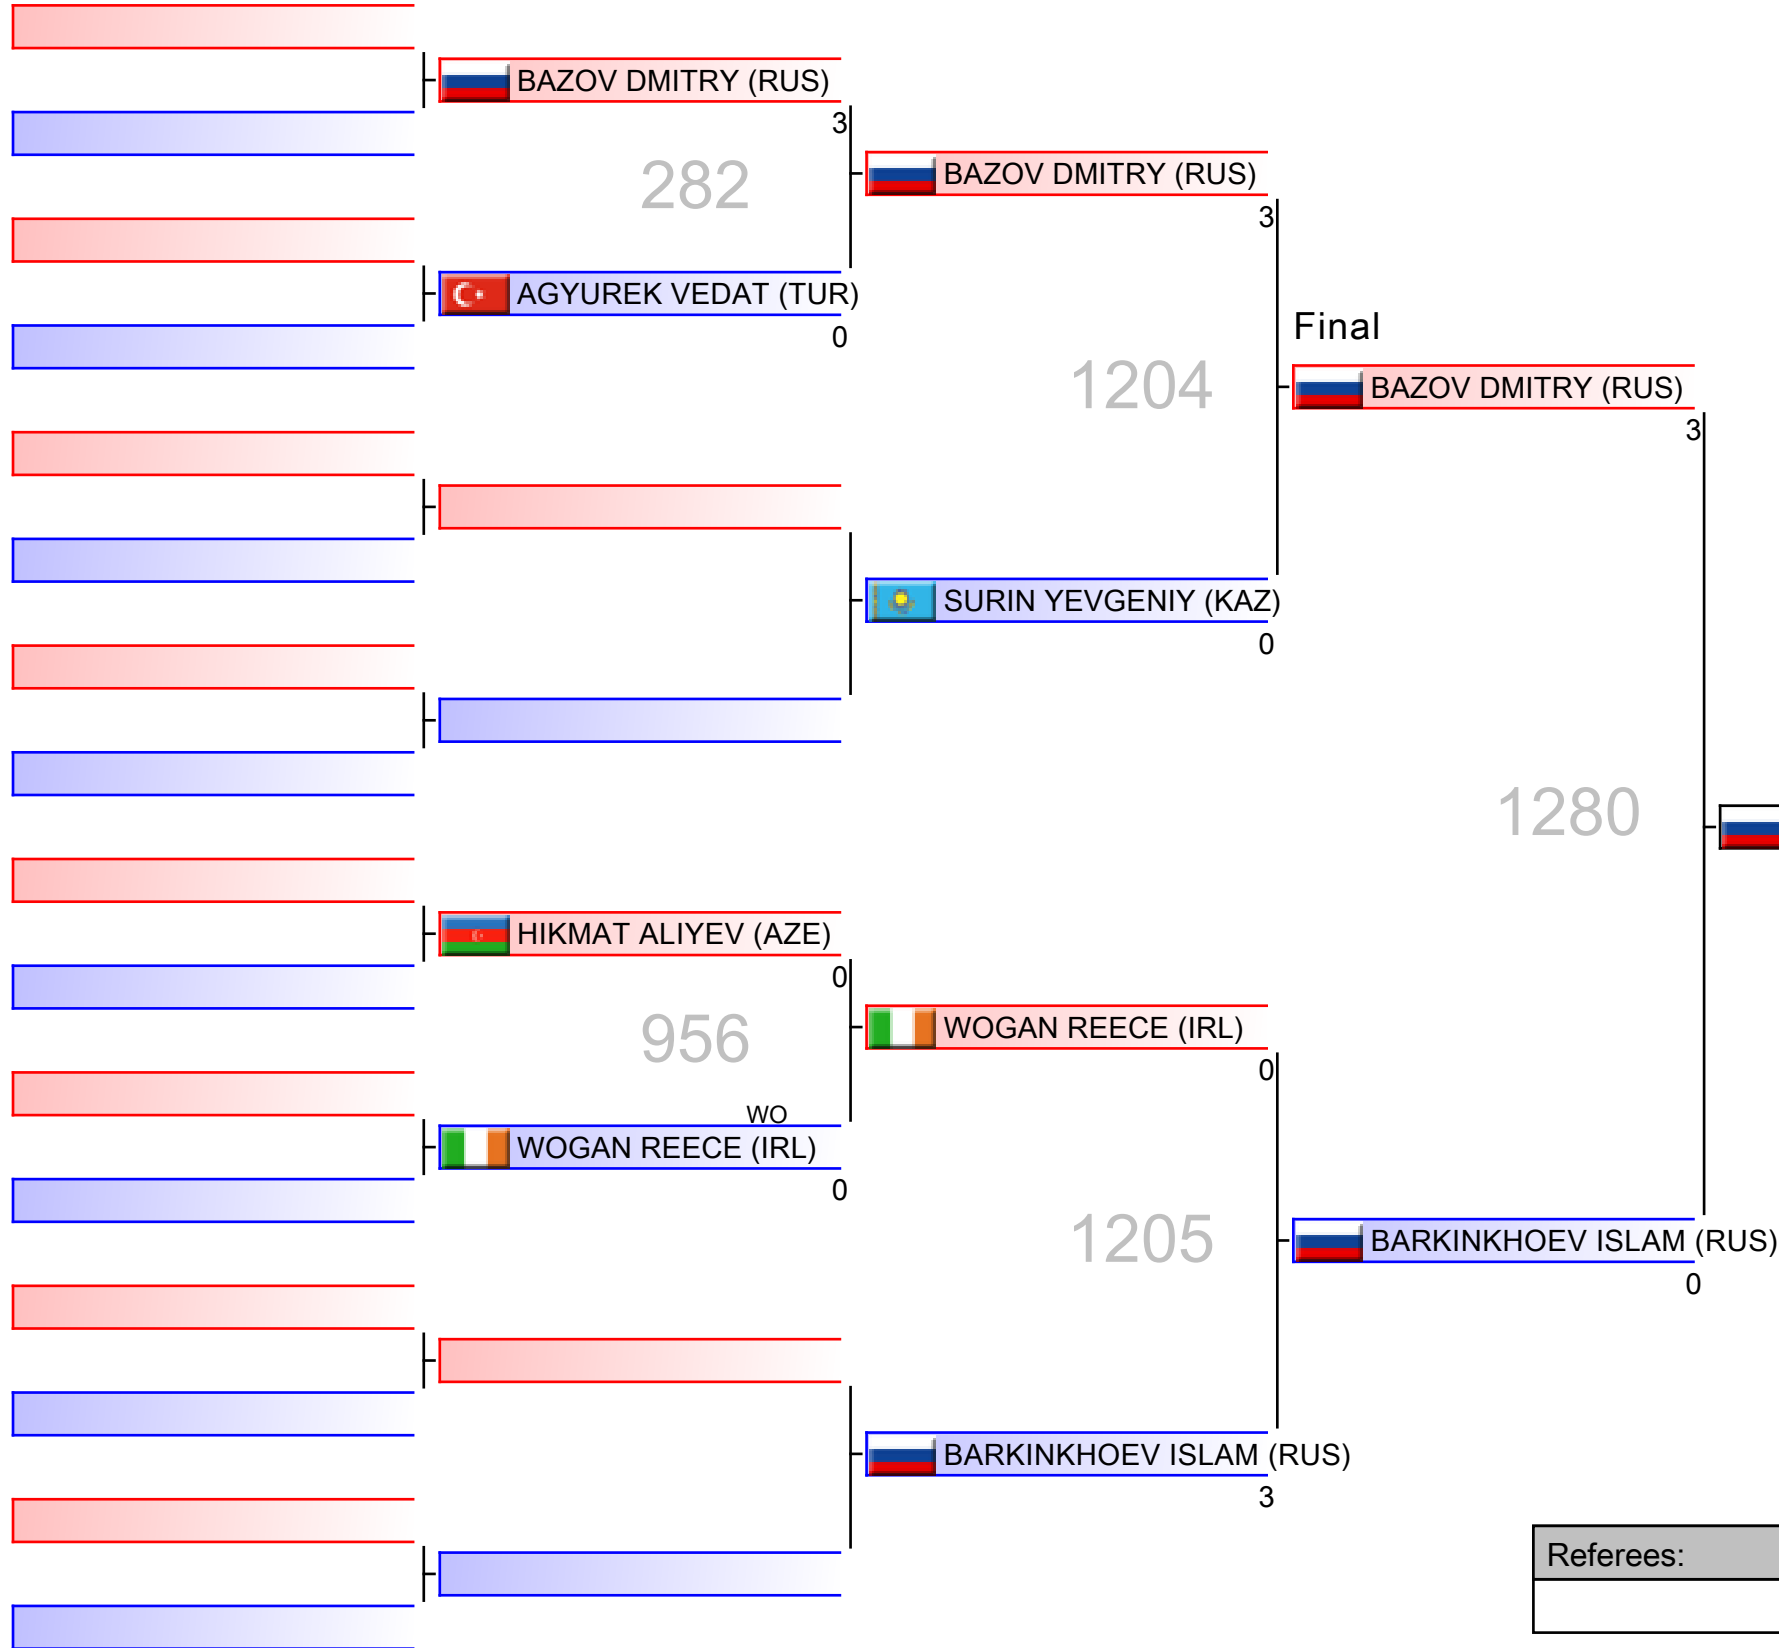 BAZOV DMITRY (RUS)
3
282
BAZOV DMITRY (RUS)
3
AGYUREK VEDAT (TUR)
0
Final
1204
BAZOV DMITRY (RUS)
3
SURIN YEVGENIY (KAZ)
0
1280
HIKMAT ALIYEV (AZE)
0
956
WOGAN REECE (IRL)
0
WO
WOGAN REECE (IRL)
0
1205
BARKINKHOEV ISLAM (RUS)
0
BARKINKHOEV ISLAM (RUS)
3
Referees: